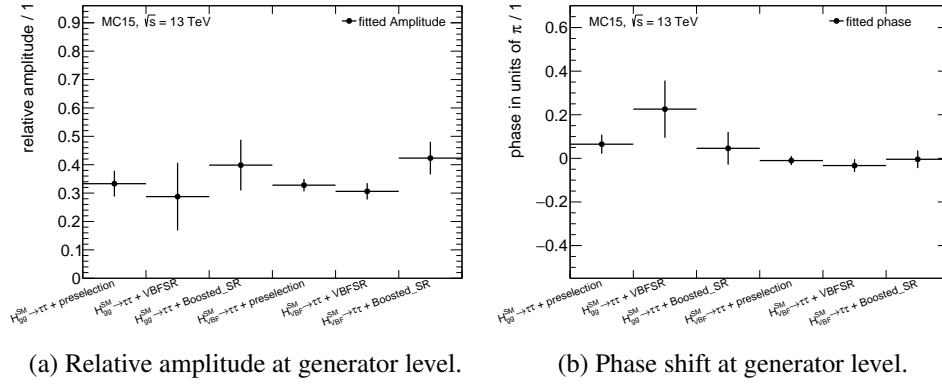 relative amplitude / 1
MC15, √s = 13 TeV
fitted Amplitude
0.9
0.8
0.7
0.6
0.5
0.4
0.3
0.2
0.1
0
H_gg^SM→ττ + preselection
H_gg^SM→ττ + VBFSR
H_gg^SM→ττ + Boosted_SR
H_VBF^SM→ττ + preselection
H_VBF^SM→ττ + VBFSR
H_VBF^SM→ττ + Boosted_SR
(a) Relative amplitude at generator level.
phase in units of π / 1
MC15, √s = 13 TeV
fitted phase
0.6
0.4
0.2
0
−0.2
−0.4
H_gg^SM→ττ + preselection
H_gg^SM→ττ + VBFSR
H_gg^SM→ττ + Boosted_SR
H_VBF^SM→ττ + preselection
H_VBF^SM→ττ + VBFSR
H_VBF^SM→ττ + Boosted_SR
(b) Phase shift at generator level.